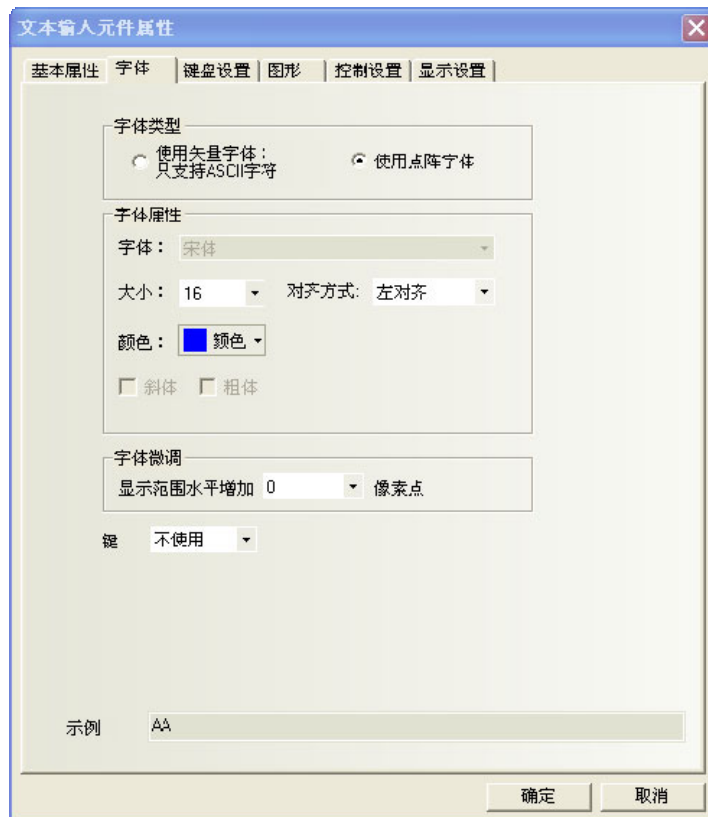 文本输入元件属性
基本属性 字体 键盘设置 图形 控制设置 显示设置
字体类型
使用矢量字体：
只支持ASCII字符
使用点阵字体
字体属性
字体： 宋体
大小： 16 对齐方式: 左对齐
颜色： 颜色
斜体 粗体
字体微调
显示范围水平增加 0 像素点
键 不使用
示例 AA
确定 取消